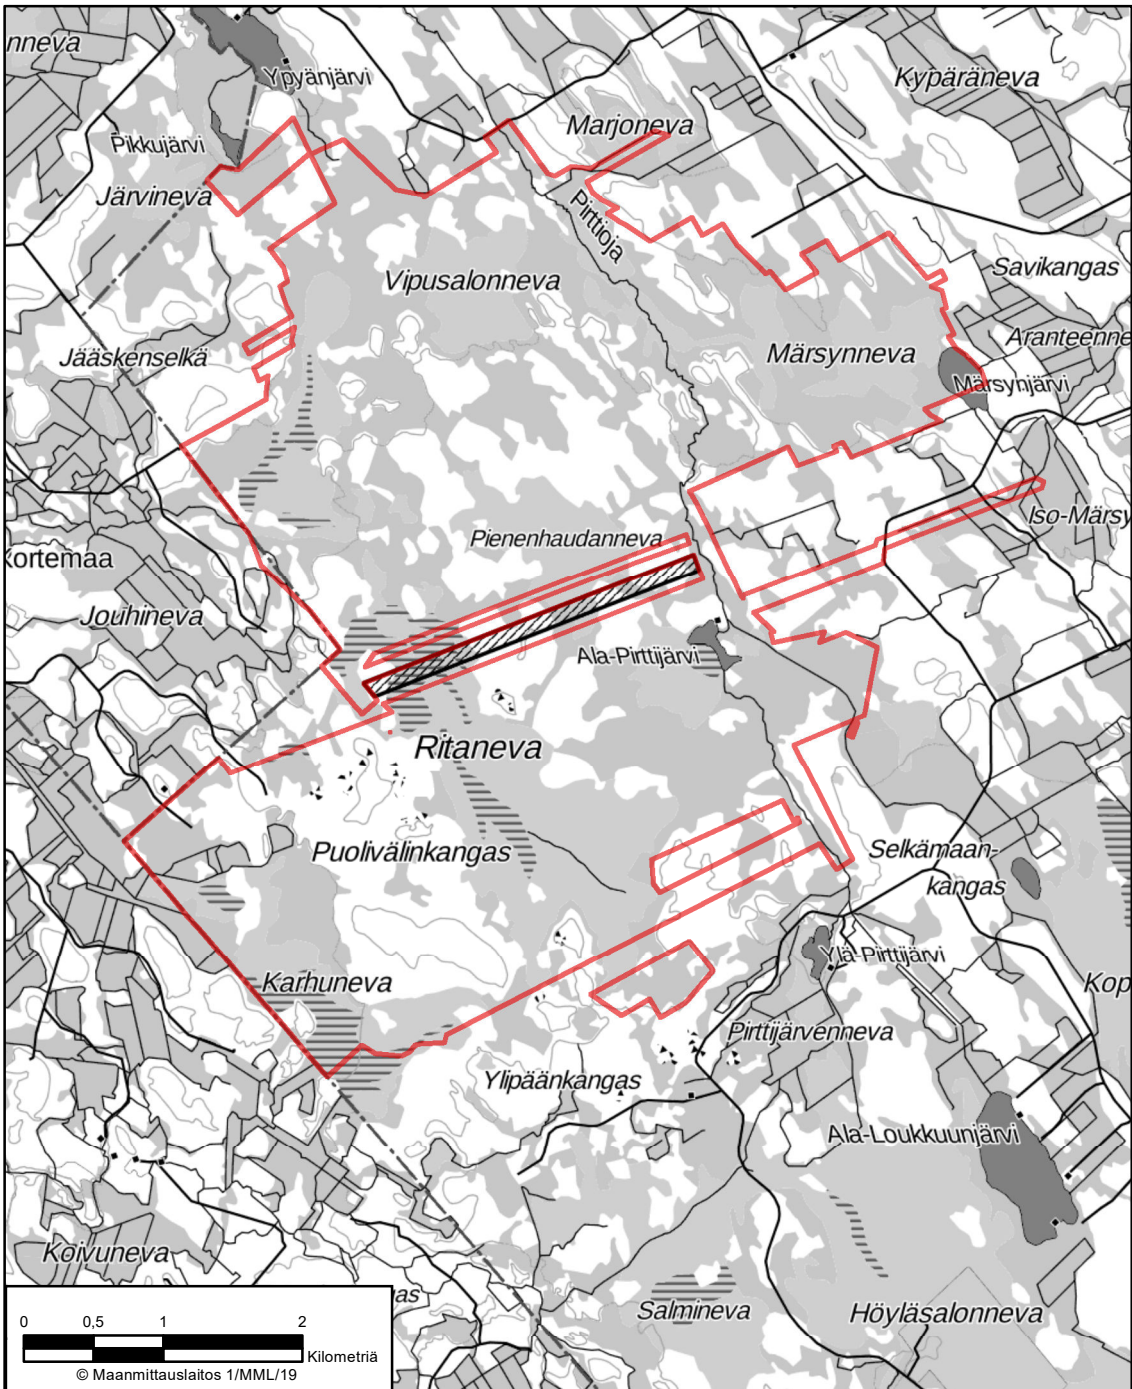 nneva
Ypyänjärvi
Kypäräneva
Marjoneva
Pikkujärvi
Järvineva
Pirttioja
Savikangas
Vipusalonneva
Aranteenne
Märsynneva
Jääskenselkä
Märsynjärvi
Iso-Märsy
Pienenhaudanneva
Kortemaa
Jouhineva
Ala-Pirttijärvi
Ritaneva
Puolivälinkangas
Selkämaan-
kangas
Ylä-Pirttijärvi
Karhuneva
Kop
Pirttijärvenneva
Ylipäänkangas
Ala-Loukkuunjärvi
Koivuneva
gas
Salmineva
Höyläsalonneva
0 0,5 1 2
Kilometriä
© Maanmittauslaitos 1/MML/19